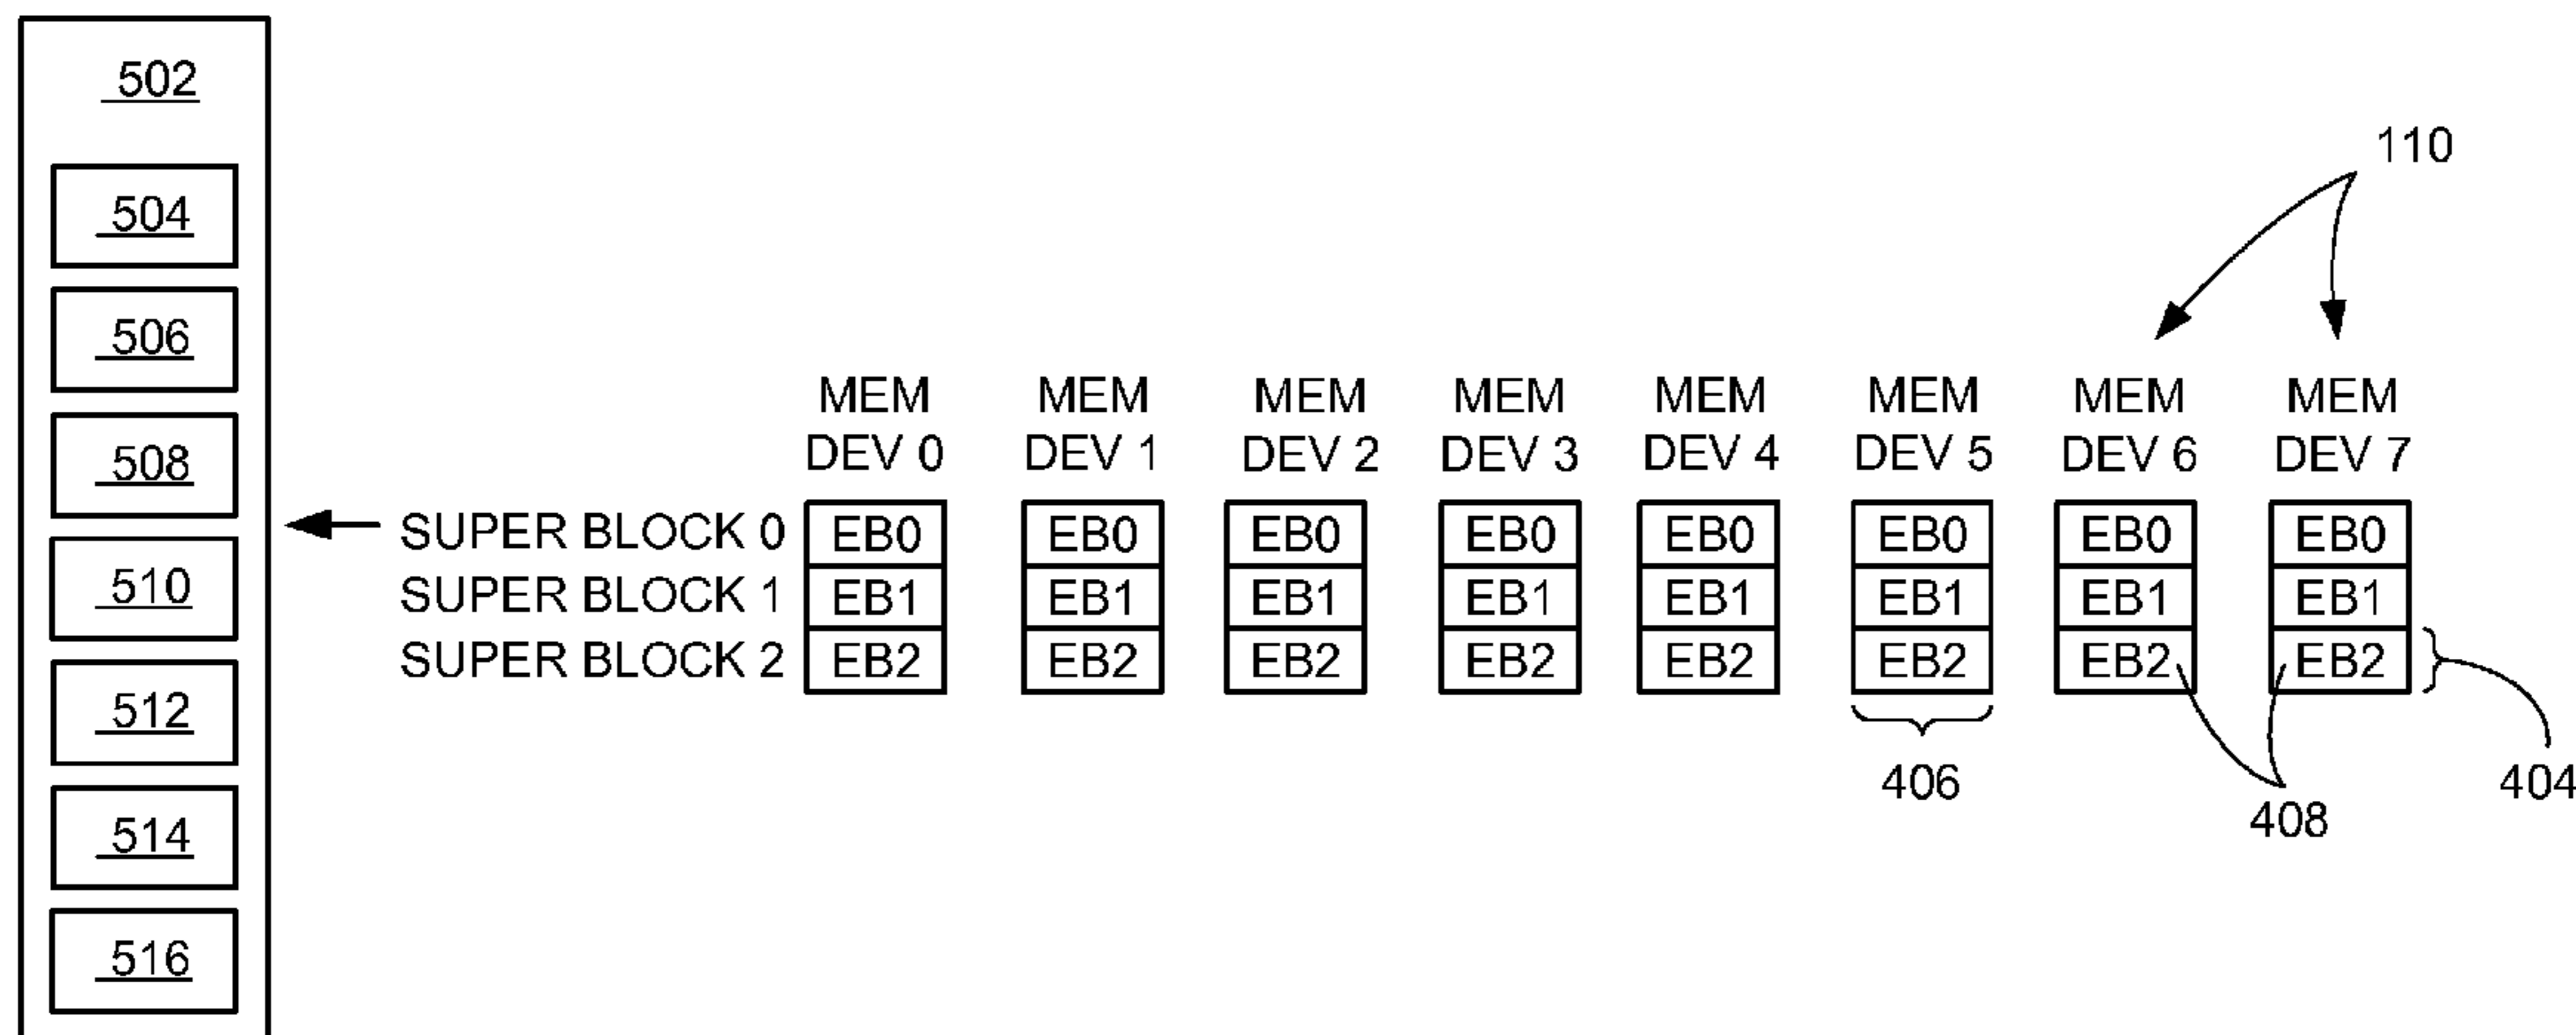 502
504
506
508
510
512
514
516
110
MEM MEM MEM MEM MEM MEM MEM MEM
DEV 0 DEV 1 DEV 2 DEV 3 DEV 4 DEV 5 DEV 6 DEV 7
SUPER BLOCK 0 EB0 EB0 EB0 EB0 EB0 EB0 EB0 EB0
SUPER BLOCK 1 EB1 EB1 EB1 EB1 EB1 EB1 EB1 EB1
SUPER BLOCK 2 EB2 EB2 EB2 EB2 EB2 EB2 EB2 EB2
406
408
404